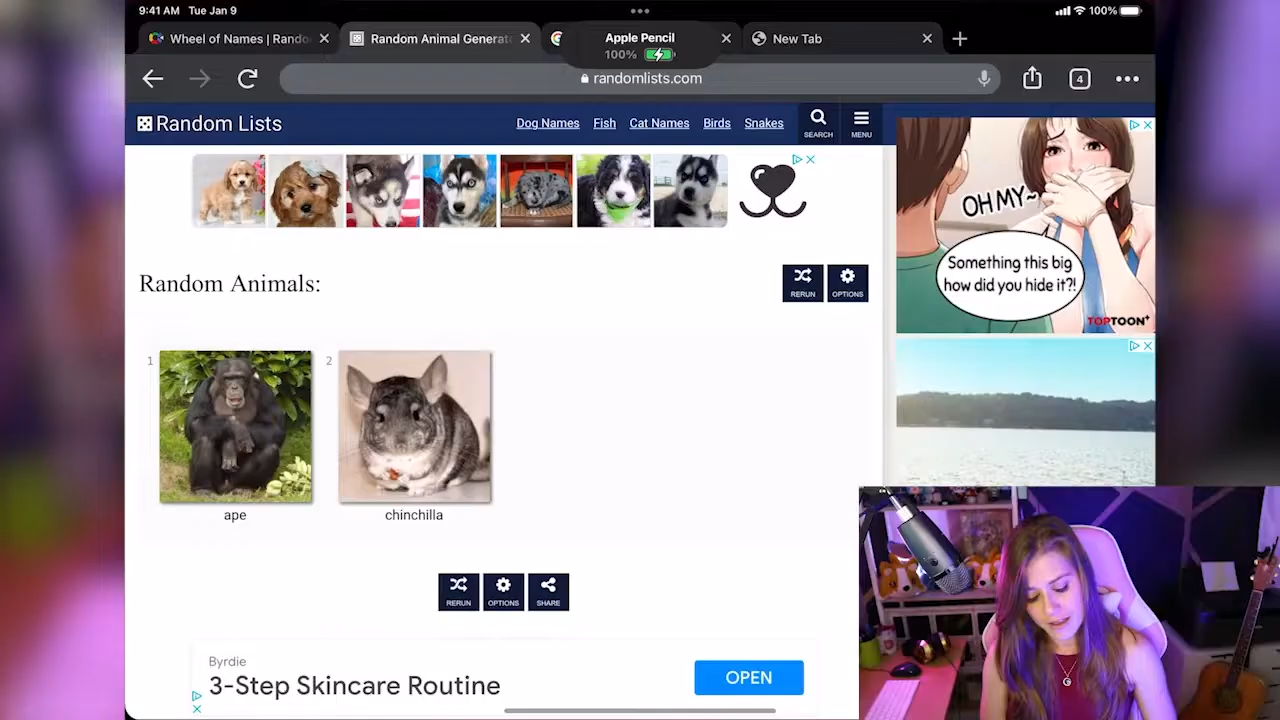 9:41 AM Tue Jan 9
100%
Wheel of Names | Rando
Random Animal Generat
Apple Pencil
100%
New Tab
randomlists.com
4
Random Lists
Dog Names
Fish
Cat Names
Birds
Snakes
SEARCH
MENU
OH MY~
Something this big
how did you hide it?!
TOPTOON+
Random Animals:
RERUN
OPTIONS
1
2
ape
chinchilla
RERUN
OPTIONS
SHARE
Byrdie
3-Step Skincare Routine
OPEN